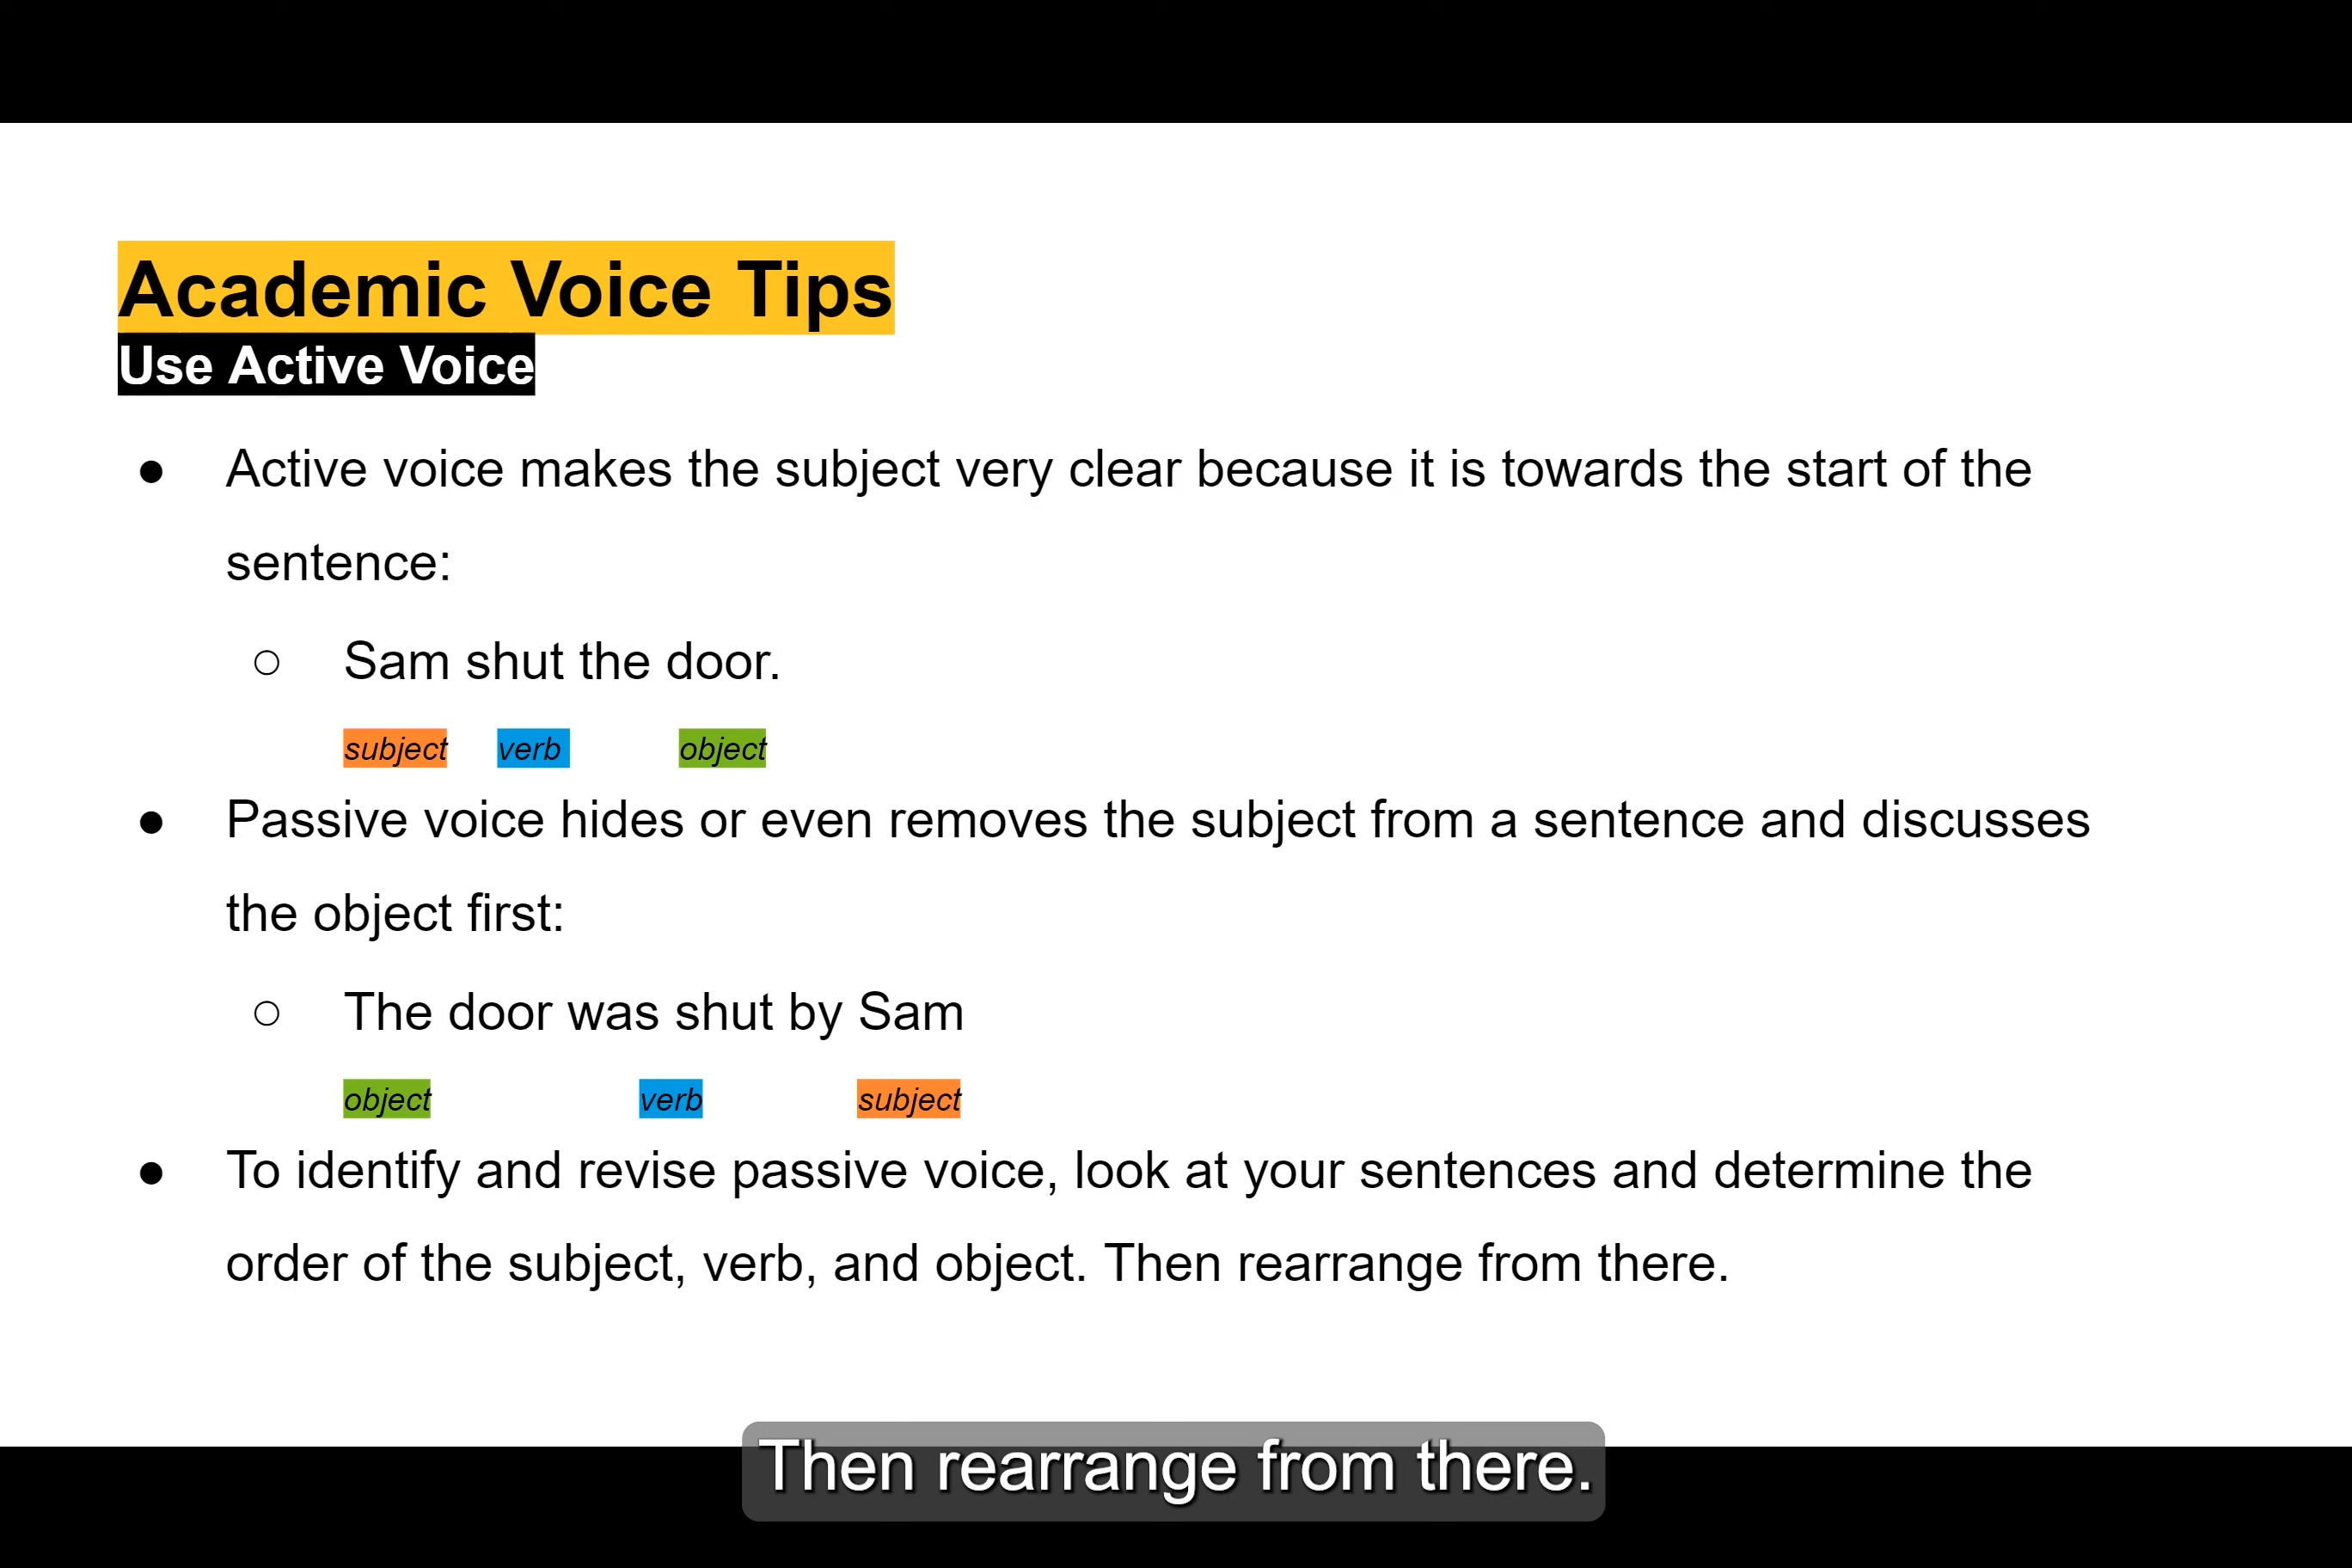 Academic Voice Tips
Use Active Voice
● Active voice makes the subject very clear because it is towards the start of the
sentence:
○ Sam shut the door.
subject verb object
● Passive voice hides or even removes the subject from a sentence and discusses
the object first:
○ The door was shut by Sam
object verb subject
● To identify and revise passive voice, look at your sentences and determine the
order of the subject, verb, and object. Then rearrange from there.
Then rearrange from there.